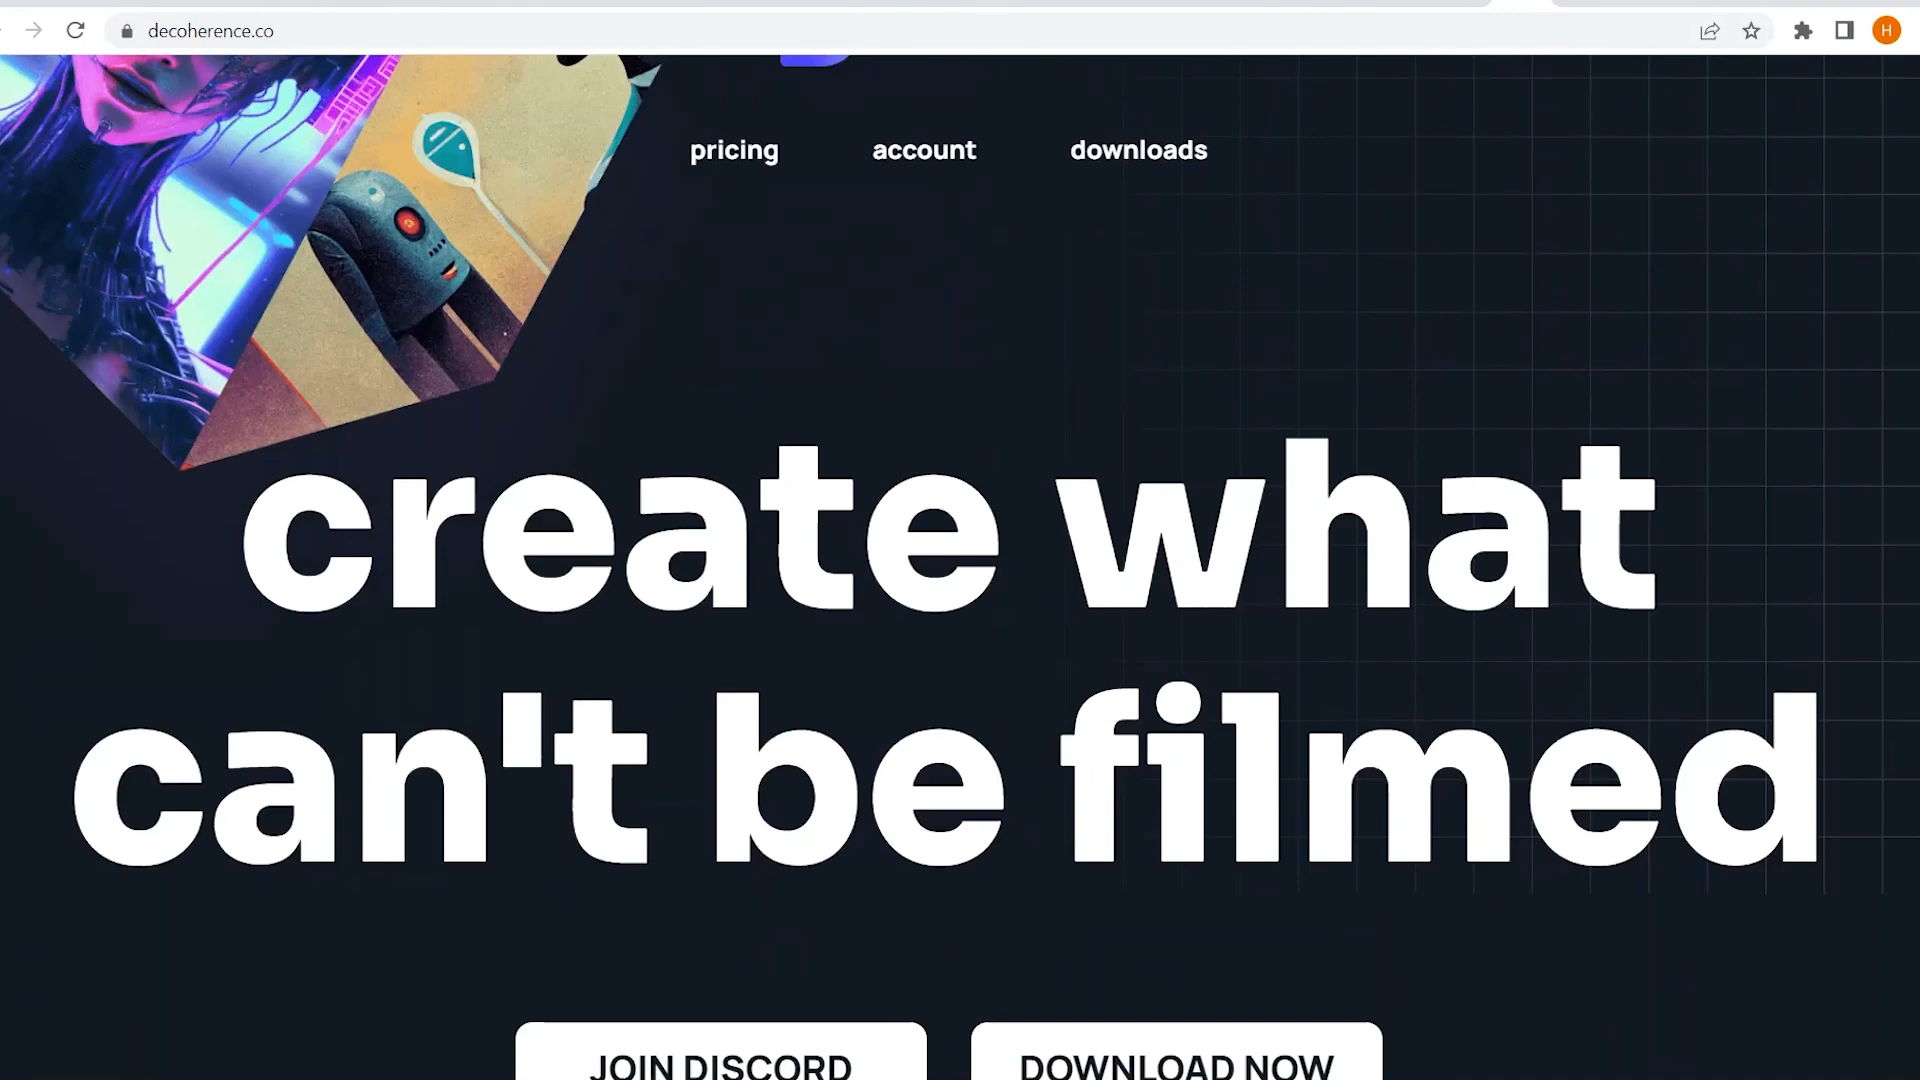 decoherence.co
H
pricing account downloads
create what
can't be filmed
JOIN DISCORD
DOWNLOAD NOW